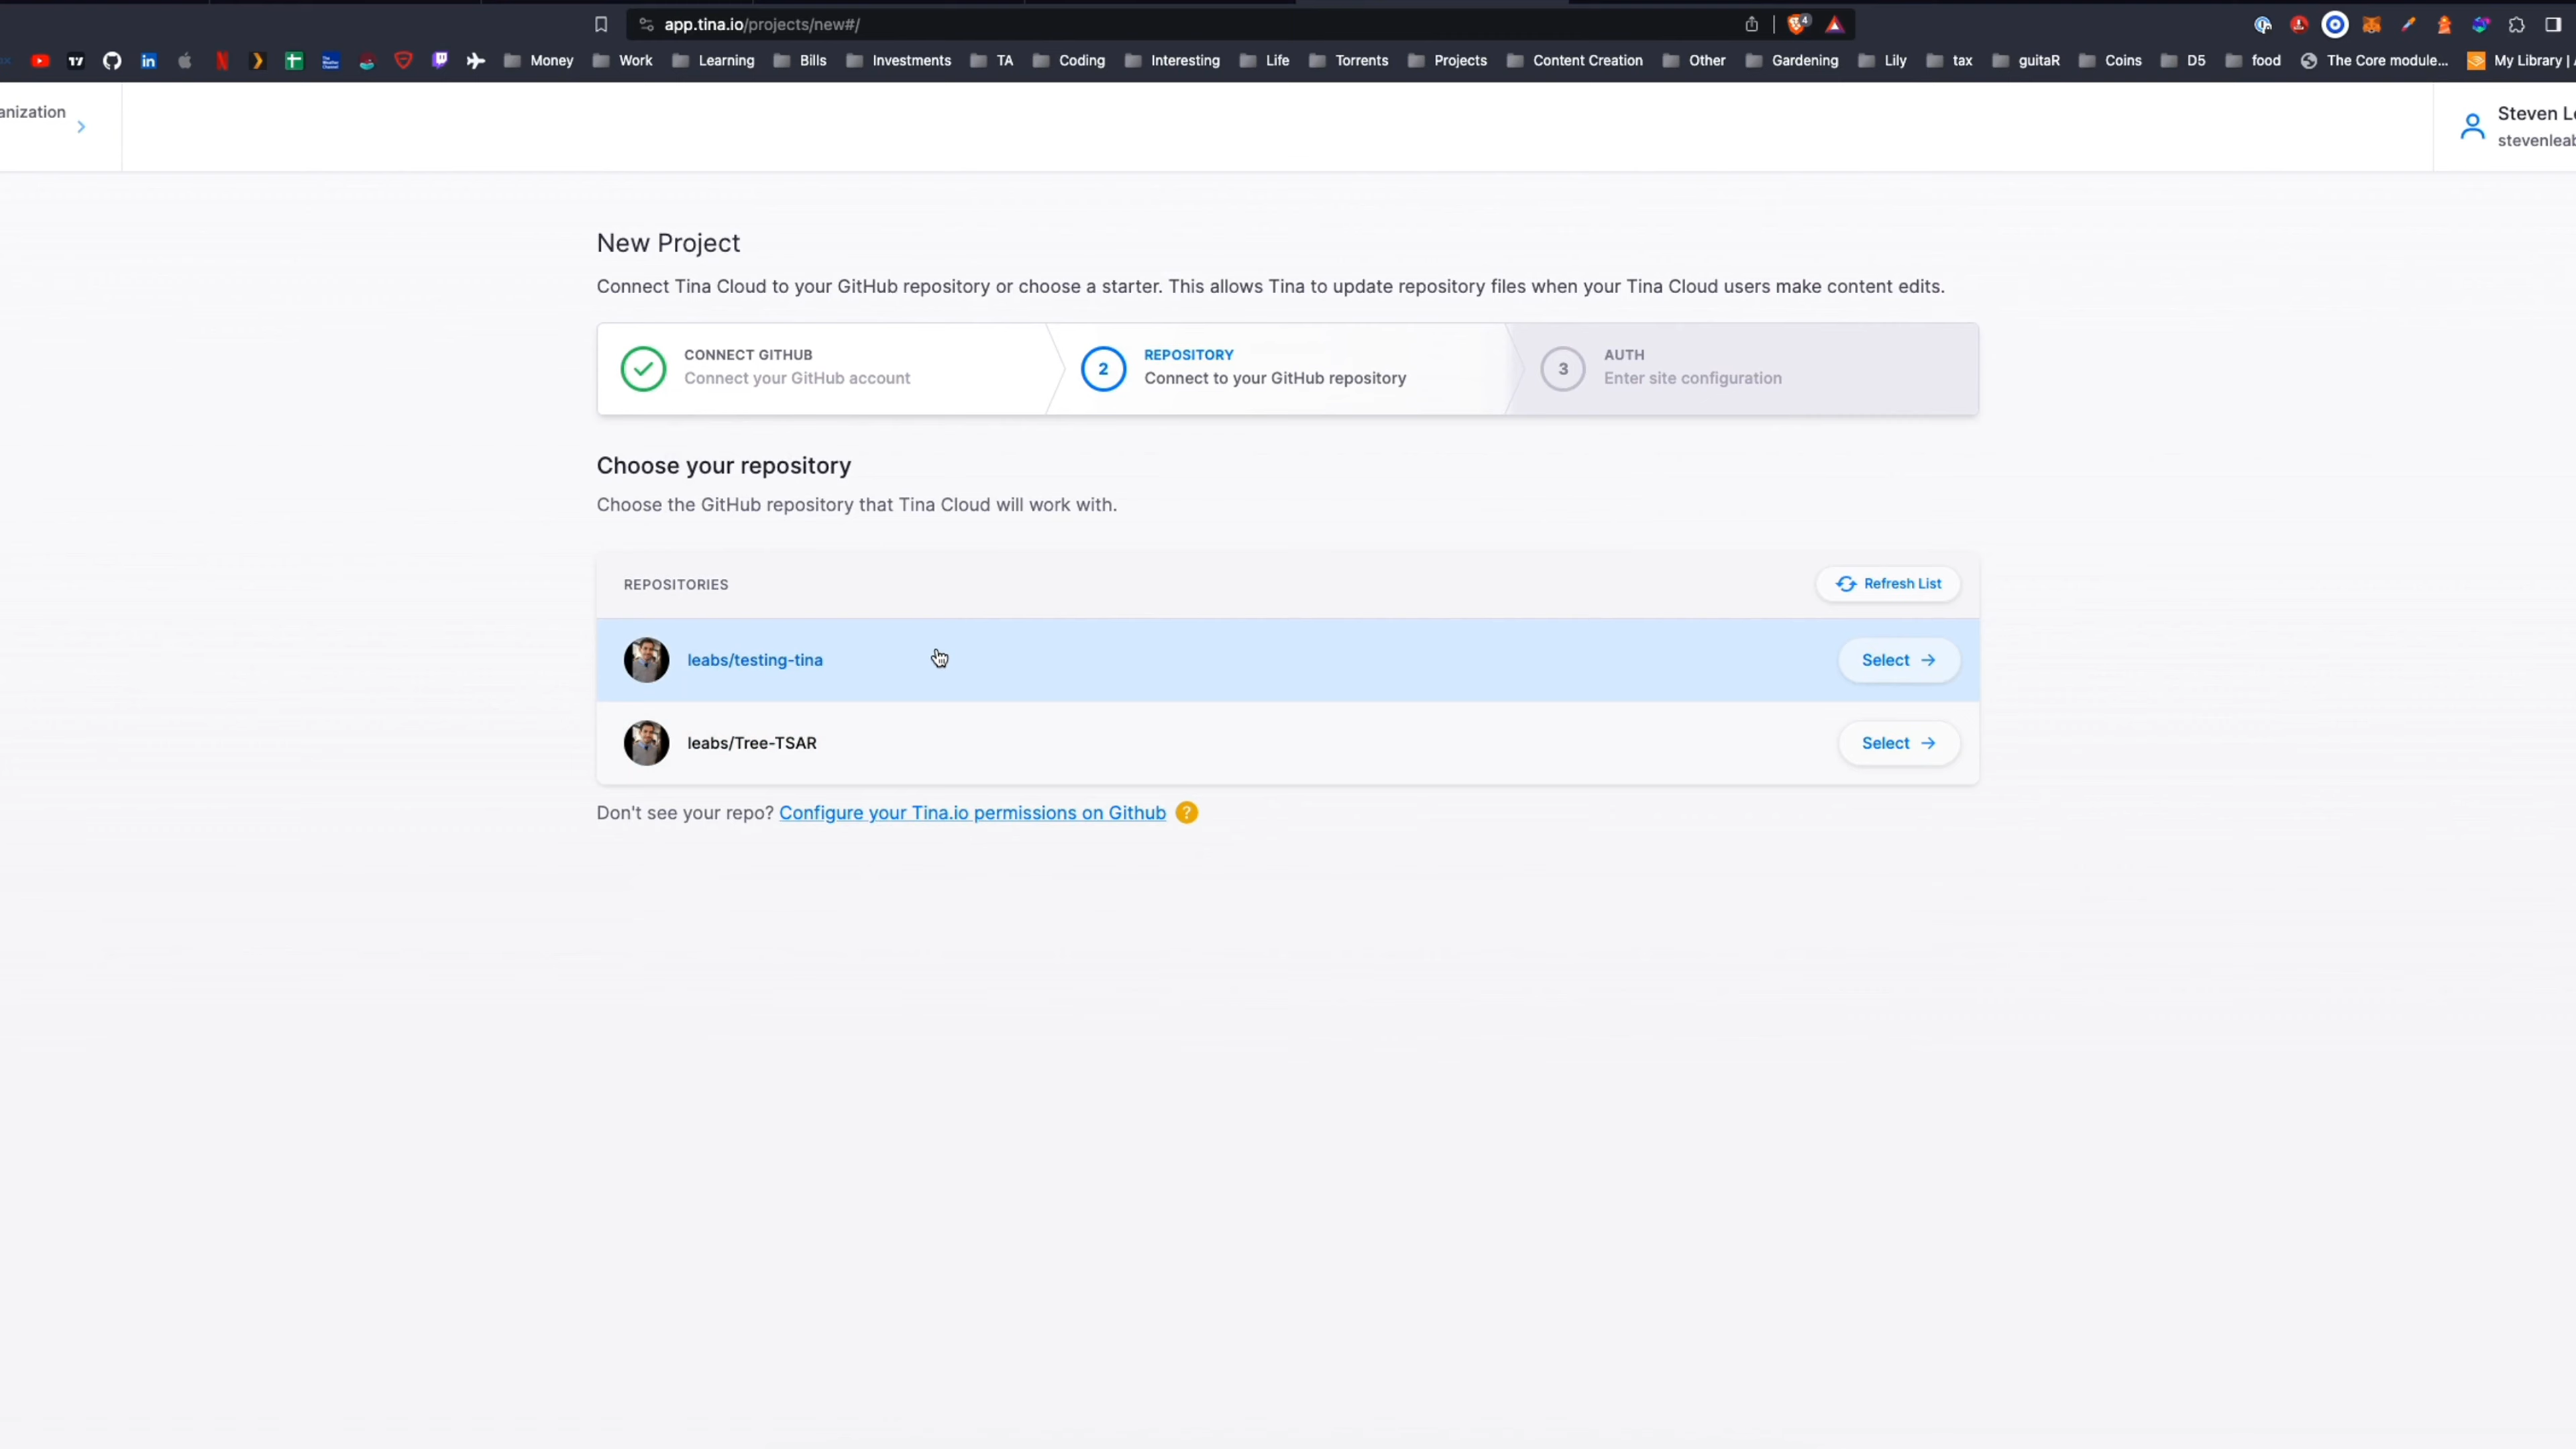 app.tina.io/projects/new#/
4
Money Work Learning Bills Investments TA Coding Interesting Life Torrents Projects Content Creation Other Gardening Lily tax guitaR Coins D5 food The Core module... My Library |
anization
Steven Le
stevenleab
New Project
Connect Tina Cloud to your GitHub repository or choose a starter. This allows Tina to update repository files when your Tina Cloud users make content edits.
CONNECT GITHUB
Connect your GitHub account
2
REPOSITORY
Connect to your GitHub repository
3
AUTH
Enter site configuration
Choose your repository
Choose the GitHub repository that Tina Cloud will work with.
REPOSITORIES
Refresh List
leabs/testing-tina
Select
leabs/Tree-TSAR
Select
Don't see your repo? Configure your Tina.io permissions on Github ?